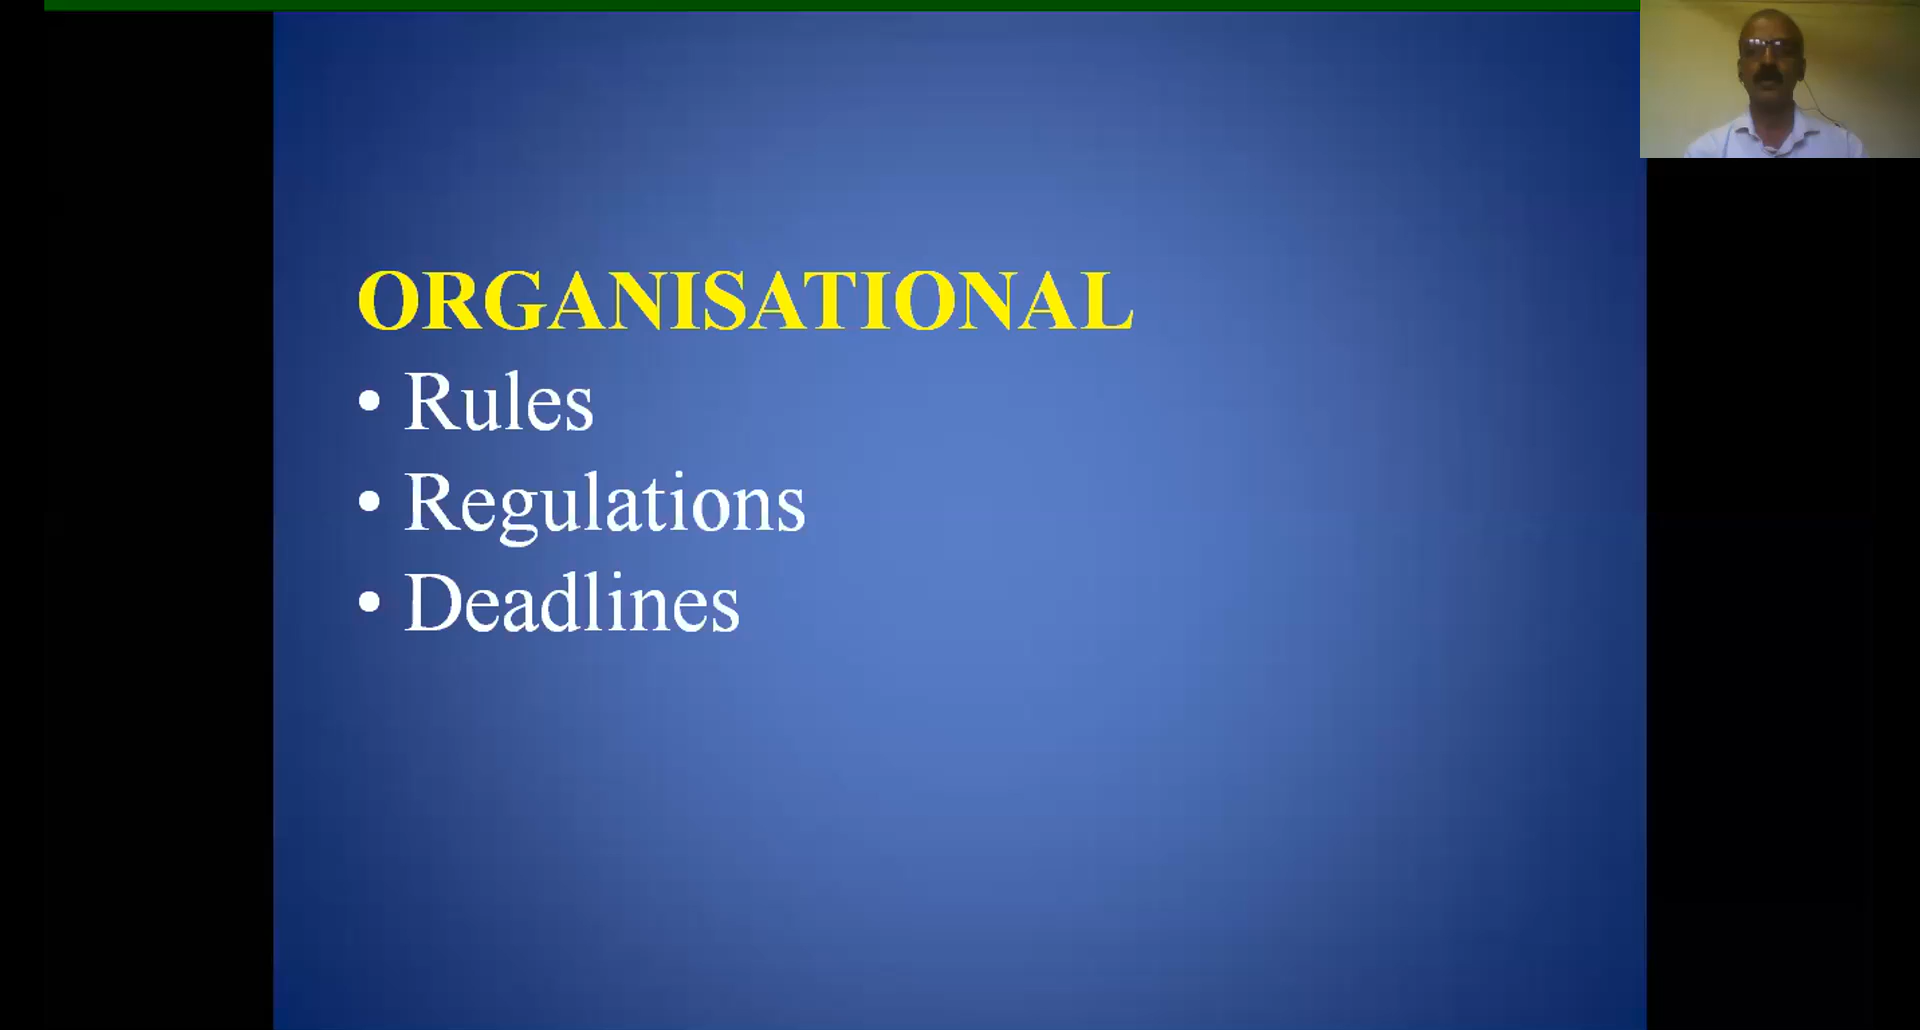 ORGANISATIONAL
• Rules
• Regulations
• Deadlines